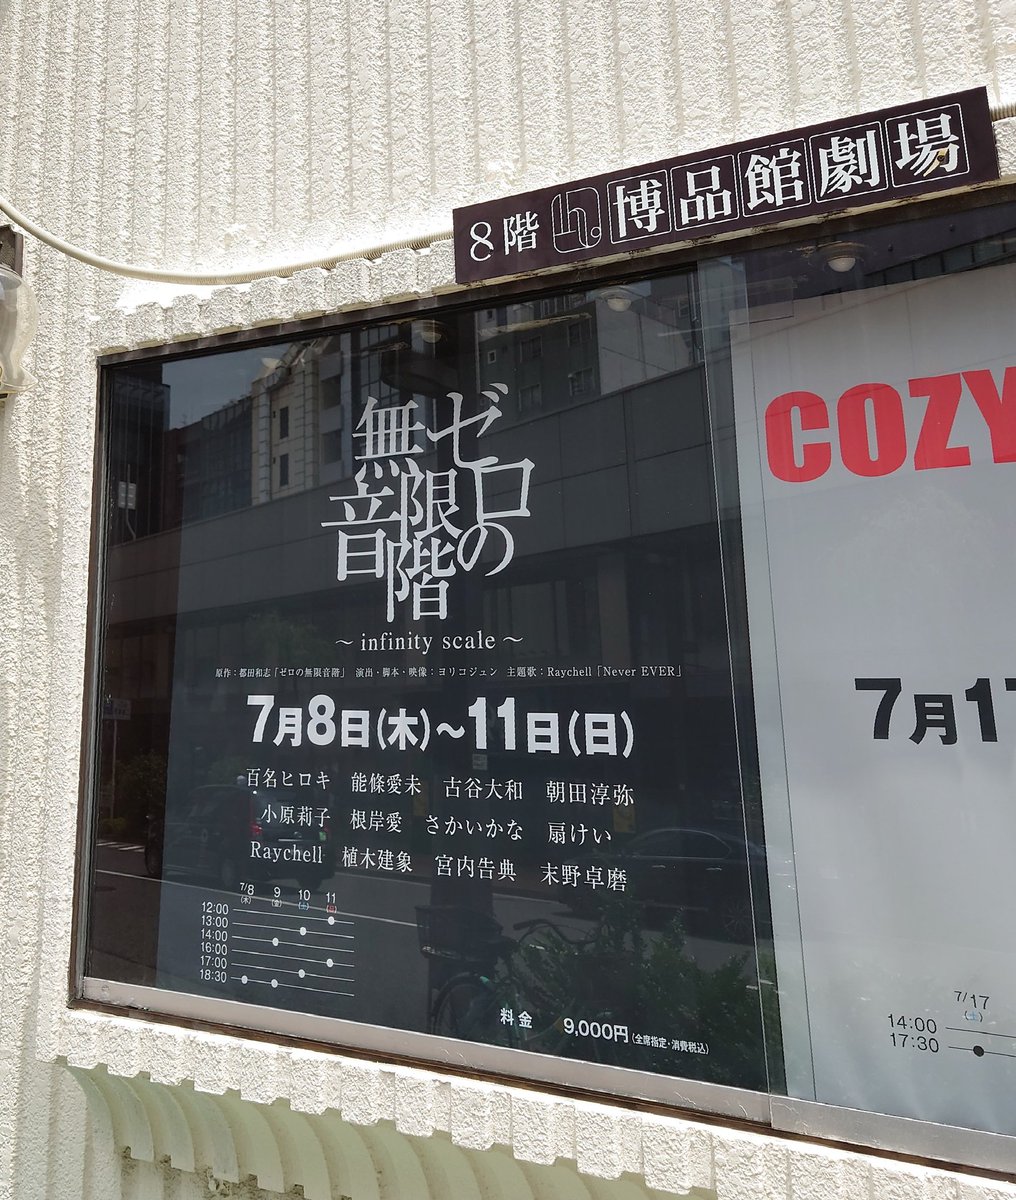 8階 博品館劇場
ゼロの
無限
音階
～ infinity scale ～
原作：都田和志「ゼロの無限音階」 演出・脚本・映像：ヨリコジュン 主題歌：Raychell「Never EVER」
7月8日(木)～11日(日)
百名ヒロキ 能條愛未 古谷大和 朝田淳弥
小原莉子 根岸愛 さかいかな 扇けい
Raychell 植木建象 宮内告典 末野卓磨
7/8 9 10 11
(木) (金) (土) (日)
12:00
13:00
14:00
16:00
17:00
18:30
料金 9,000円(全席指定・消費税込)
COZY
7月17
7/17
(土)
14:00
17:30